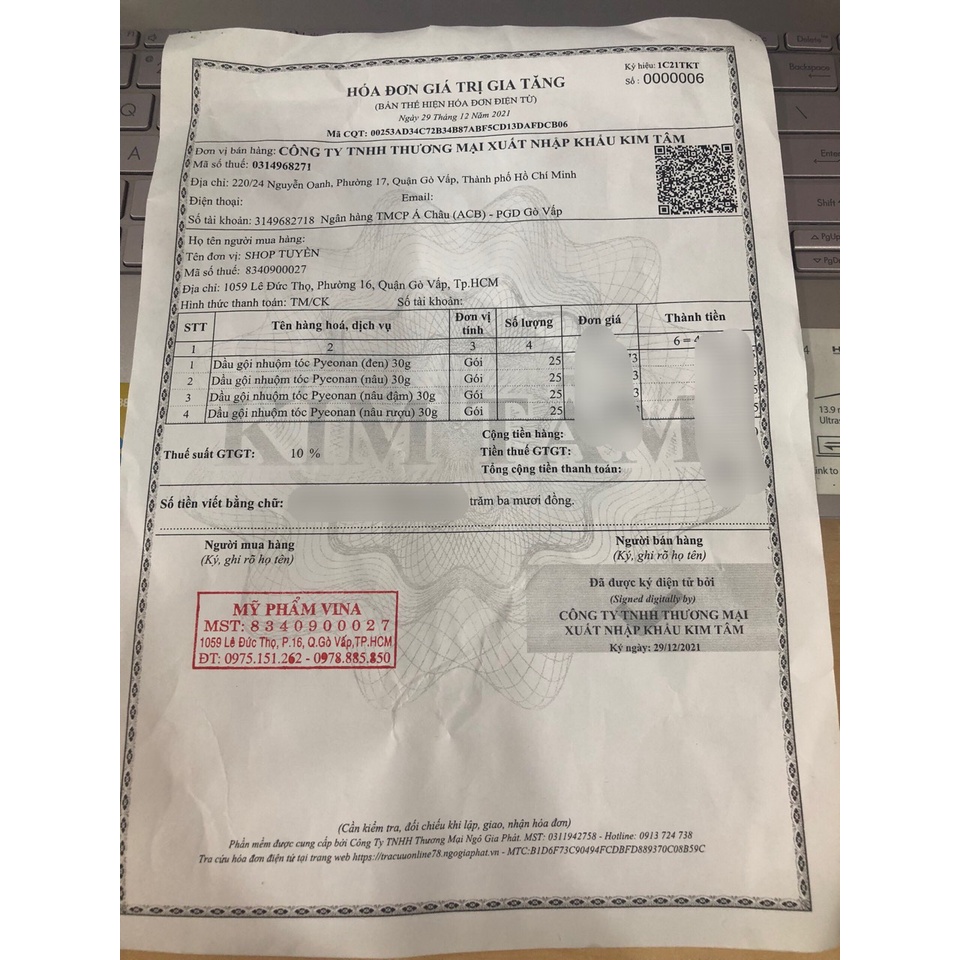 HÓA ĐƠN GIÁ TRỊ GIA TĂNG
(BẢN THỂ HIỆN HÓA ĐƠN ĐIỆN TỬ)
Ngày 29 Tháng 12 Năm 2021
Ký hiệu: 1C21TKT
Số : 0000006
Mã CQT: 00253AD34C72B34B87ABF5CD13DAFDCB06
Đơn vị bán hàng: CÔNG TY TNHH THƯƠNG MẠI XUẤT NHẬP KHẨU KIM TÂM
Mã số thuế: 0314968271
Địa chỉ: 220/24 Nguyễn Oanh, Phường 17, Quận Gò Vấp, Thành phố Hồ Chí Minh
Điện thoại: Email:
Số tài khoản: 3149682718 Ngân hàng TMCP Á Châu (ACB) - PGD Gò Vấp
Họ tên người mua hàng:
Tên đơn vị: SHOP TUYỀN
Mã số thuế: 8340900027
Địa chỉ: 1059 Lê Đức Thọ, Phường 16, Quận Gò Vấp, Tp.HCM
Hình thức thanh toán: TM/CK Số tài khoản:
STT Tên hàng hoá, dịch vụ Đơn vị tính Số lượng Đơn giá Thành tiền
1 2 3 4 6 =
1 Dầu gội nhuộm tóc Pyeonan (đen) 30g Gói 25
2 Dầu gội nhuộm tóc Pyeonan (nâu) 30g Gói 25
3 Dầu gội nhuộm tóc Pyeonan (nâu đậm) 30g Gói 25
4 Dầu gội nhuộm tóc Pyeonan (nâu rượu) 30g Gói 25
KIM TÂM
Cộng tiền hàng:
Thuế suất GTGT: 10 % Tiền thuế GTGT:
Tổng cộng tiền thanh toán:
Số tiền viết bằng chữ: trăm ba mươi đồng.
Người mua hàng
(Ký, ghi rõ họ tên)
Người bán hàng
(Ký, ghi rõ họ tên)
MỸ PHẨM VINA
MST: 8340900027
1059 Lê Đức Thọ, P.16, Q.Gò Vấp,TP.HCM
ĐT: 0975.151.262 - 0978.885.850
Đã được ký điện tử bởi
(Signed digitally by)
CÔNG TY TNHH THƯƠNG MẠI
XUẤT NHẬP KHẨU KIM TÂM
Ký ngày: 29/12/2021
(Cần kiểm tra, đối chiếu khi lập, giao, nhận hóa đơn)
Phần mềm được cung cấp bởi Công Ty TNHH Thương Mại Ngô Gia Phát. MST: 0311942758 - Hotline: 0913 724 738
Tra cứu hóa đơn điện tử tại trang web https://tracuuonline78.ngogiaphat.vn - MTC:B1D6F73C90494FCDBFD889370C08B59C
Delete
Backspace
Enter
Shift
PgUp
A